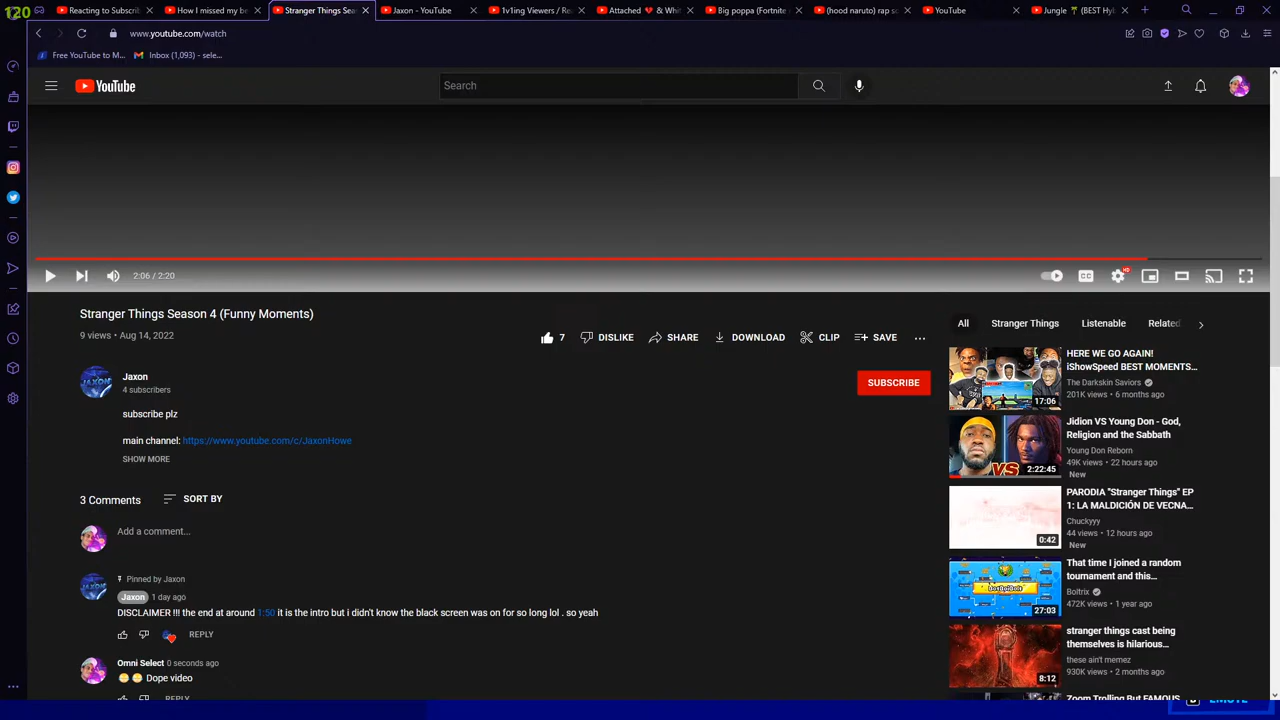 120
Reacting to Subscrib
How I missed my be
Stranger Things Sea
Jaxon - YouTube
1v1ing Viewers / Re
Attached 💔 & Whit
Big poppa (Fortnite
(hood naruto) rap s
YouTube
Jungle 🌴 (BEST Hyb
www.youtube.com/watch
Free YouTube to M...
Inbox (1,093) - sele...
YouTube
Search
2:06 / 2:20
CC
HD
Stranger Things Season 4 (Funny Moments)
9 views • Aug 14, 2022
7 DISLIKE SHARE DOWNLOAD CLIP SAVE ...
Jaxon
4 subscribers
SUBSCRIBE
subscribe plz
main channel: https://www.youtube.com/c/JaxonHowe
SHOW MORE
3 Comments SORT BY
Add a comment...
Pinned by Jaxon
Jaxon 1 day ago
DISCLAIMER !!! the end at around 1:50 it is the intro but i didn't know the black screen was on for so long lol . so yeah
REPLY
Omni Select 0 seconds ago
🌝 🌝 Dope video
REPLY
All Stranger Things Listenable Related
HERE WE GO AGAIN!
iShowSpeed BEST MOMENTS...
The Darkskin Saviors
201K views • 6 months ago
17:06
Jidion VS Young Don - God,
Religion and the Sabbath
Young Don Reborn
49K views • 22 hours ago
New
VS
2:22:45
PARODIA "Stranger Things" EP
1: LA MALDICIÓN DE VECNA...
Chuckyyy
44 views • 12 hours ago
New
0:42
That time I joined a random
tournament and this...
Boltrix
472K views • 1 year ago
27:03
stranger things cast being
themselves is hilarious...
these ain't memez
930K views • 2 months ago
8:12
Zoom Trolling But FAMOUS
B EMOTE